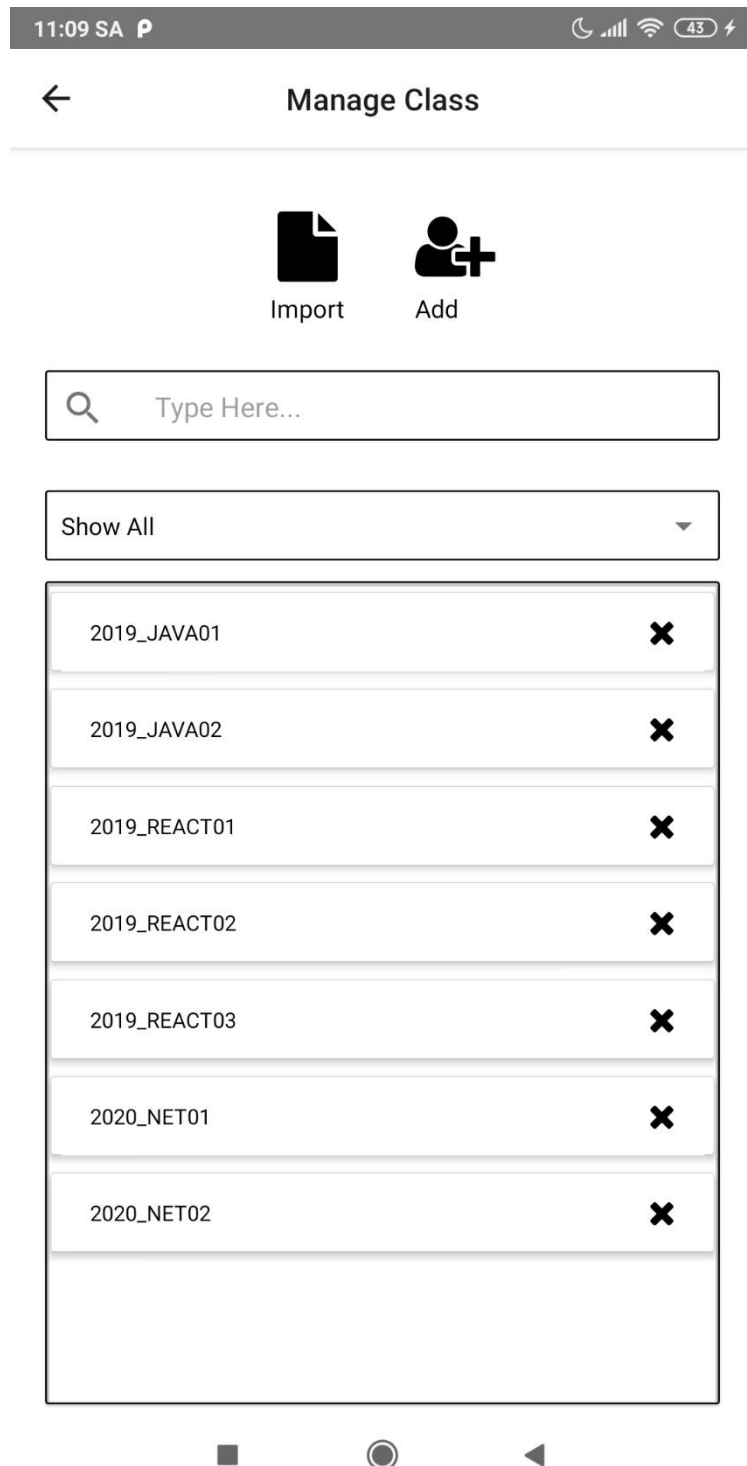 11:09 SA
43
Manage Class
Import Add
Type Here...
Show All
2019_JAVA01
2019_JAVA02
2019_REACT01
2019_REACT02
2019_REACT03
2020_NET01
2020_NET02